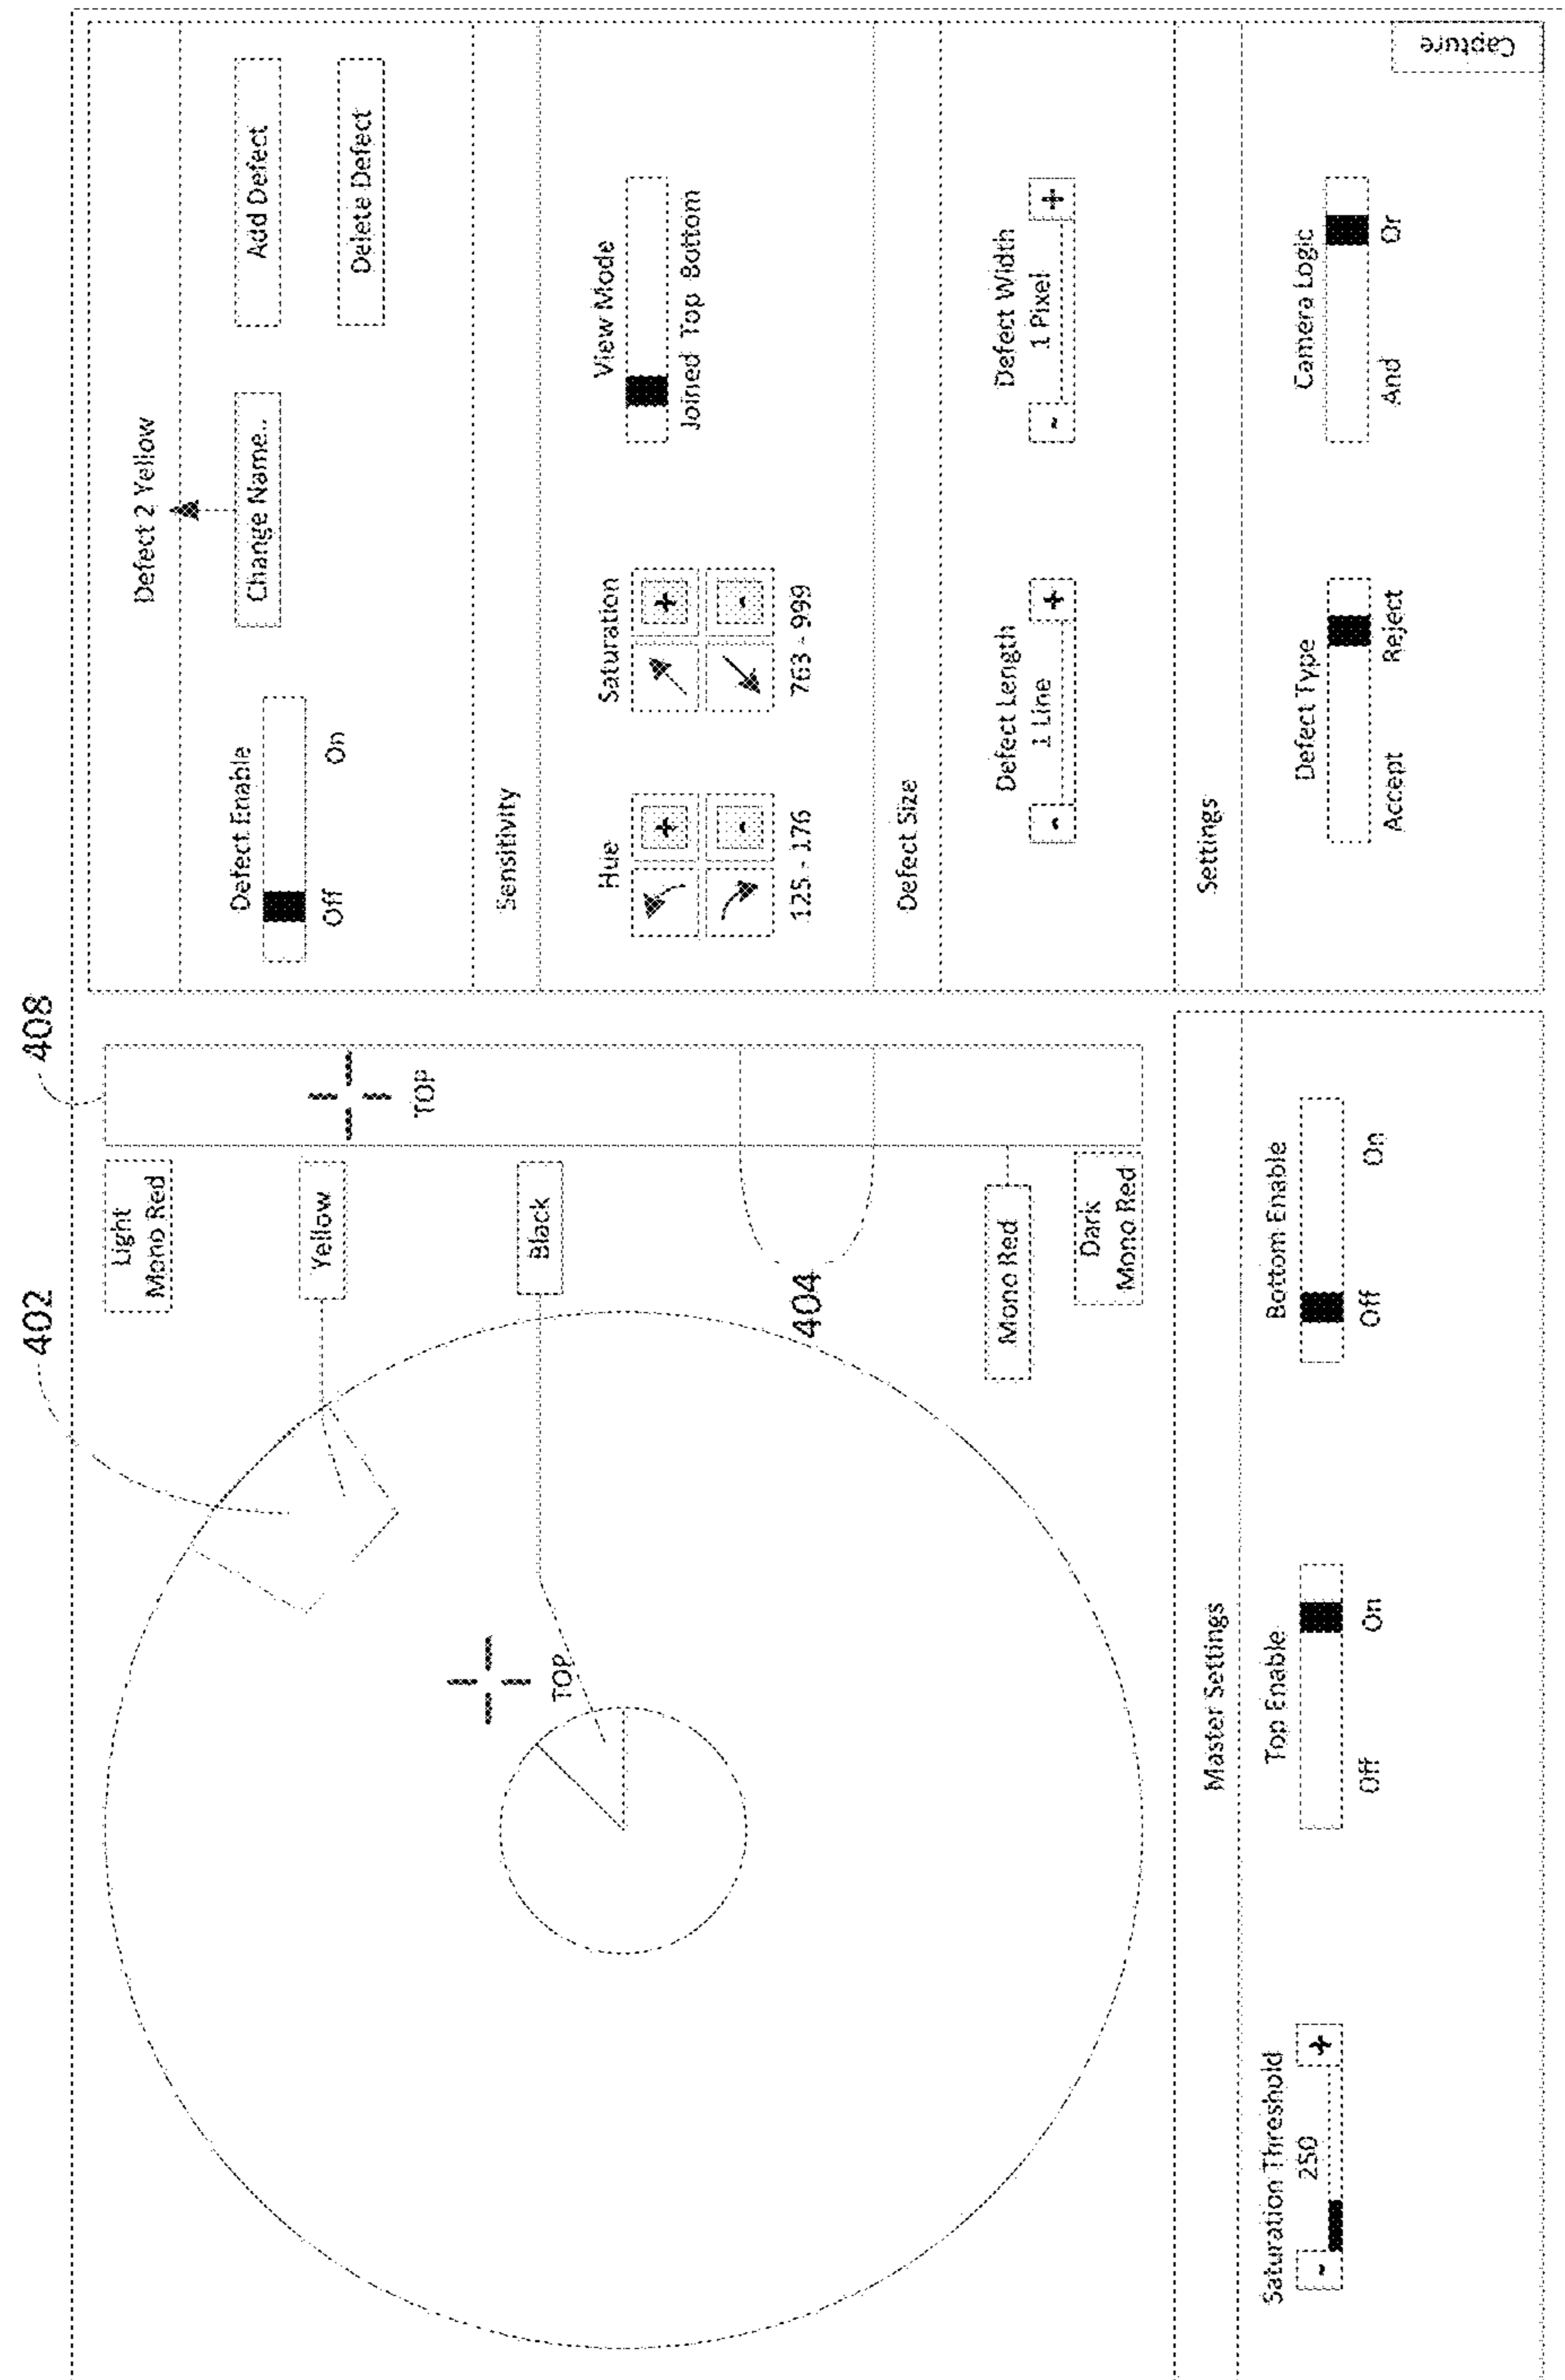 402
408
Light
Mono Red
Yellow
Black
TOP
TOP
404
Mono Red
Dark
Mono Red
Defect 2 Yellow
Defect Enable
Off
On
Change Name..
Add Defect
Delete Defect
Sensitivity
Hue
+
-
125 - 176
Saturation
+
-
763 - 999
View Mode
Joined Top Bottom
Defect Size
Defect Length
- 1 Line +
Defect Width
- 1 Pixel +
Settings
Defect Type
Accept
Reject
Camera Logic
And
Or
Capture
Master Settings
Saturation Threshold
- 250 +
Top Enable
Off
On
Bottom Enable
Off
On